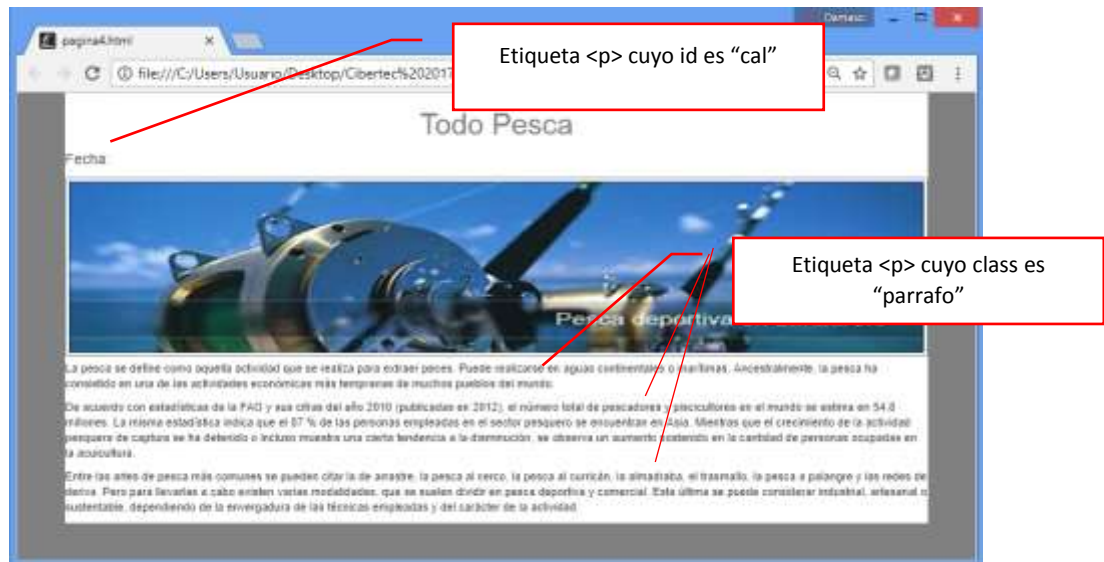 Damasc
pagina4.html
file:///C:/Users/Usuario/Desktop/Cibertec%202017
Etiqueta <p> cuyo id es “cal”
Todo Pesca
Fecha:
Etiqueta <p> cuyo class es
“parrafo”
Pesca deportiva
La pesca se define como aquella actividad que se realiza para extraer peces. Puede realizarse en aguas continentales o marítimas. Ancestralmente, la pesca ha
consistido en una de las actividades económicas más tempranas de muchos pueblos del mundo.
De acuerdo con estadísticas de la FAO y sus cifras del año 2010 (publicadas en 2012), el número total de pescadores y piscicultores en el mundo se estima en 54,8
millones. La misma estadística indica que el 87 % de las personas empleadas en el sector pesquero se encuentran en Asia. Mientras que el crecimiento de la actividad
pesquera de captura se ha detenido o incluso muestra una cierta tendencia a la disminución, se observa un aumento sostenido en la cantidad de personas ocupadas en
la acuicultura.
Entre las artes de pesca más comunes se pueden citar la de arrastre, la pesca al cerco, la pesca al curricán, la almadraba, el trasmallo, la pesca a palangre y las redes de
deriva. Pero para llevarlas a cabo existen varias modalidades, que se suelen dividir en pesca deportiva y comercial. Esta última se puede considerar industrial, artesanal o
sustentable, dependiendo de la envergadura de las técnicas empleadas y del carácter de la actividad.